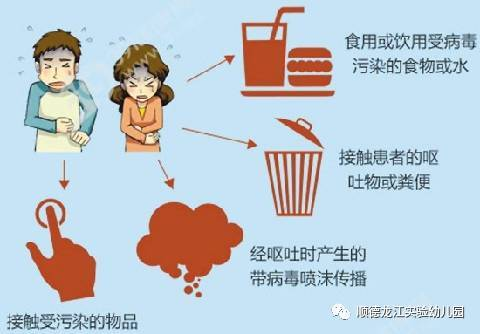 食用或饮用受病毒
污染的食物或水
接触患者的呕
吐物或粪便
经呕吐时产生的
带病毒喷沫传播
接触受污染的物品
顺德龙江实验幼儿园